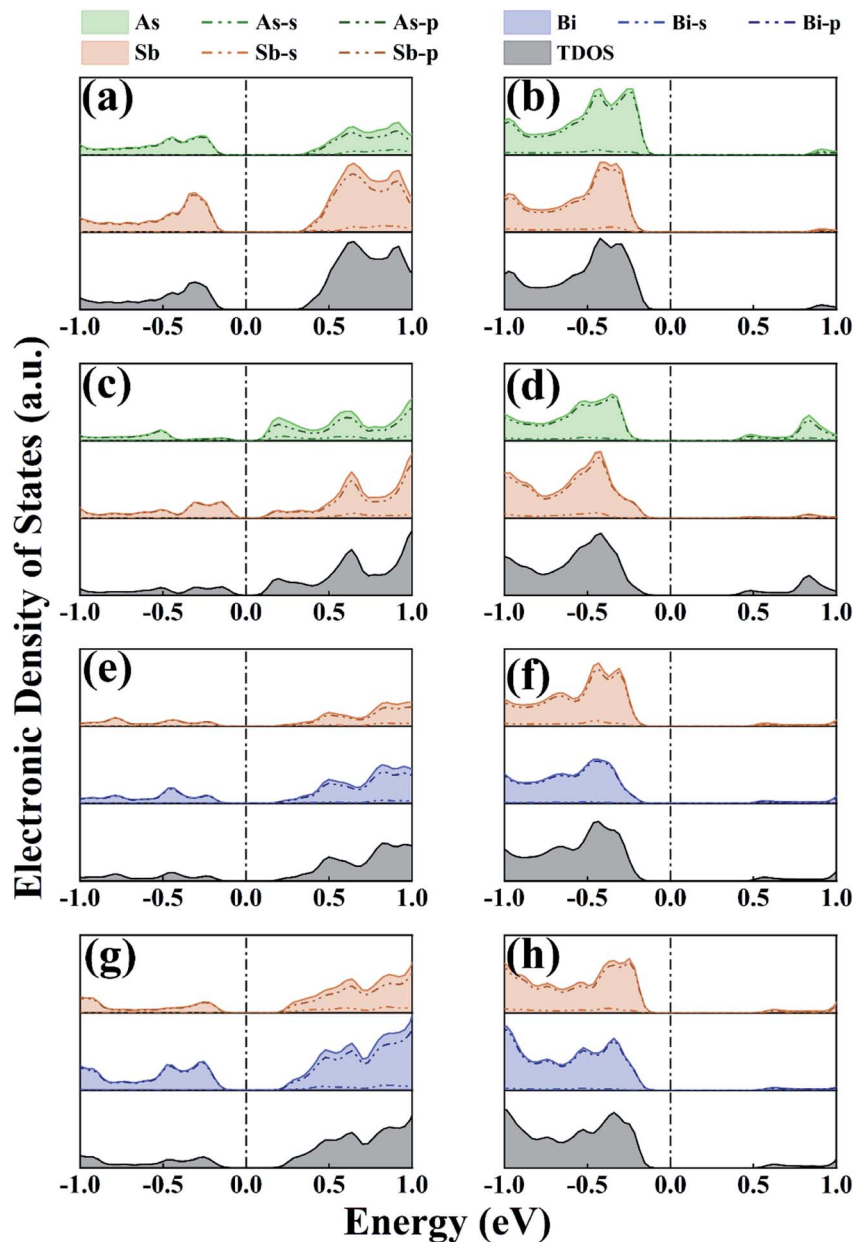 As As-s As-p Bi Bi-s Bi-p
Sb Sb-s Sb-p TDOS
(a) (b)
-1.0 -0.5 0.0 0.5 1.0 -1.0 -0.5 0.0 0.5 1.0
(c) (d)
-1.0 -0.5 0.0 0.5 1.0 -1.0 -0.5 0.0 0.5 1.0
(e) (f)
-1.0 -0.5 0.0 0.5 1.0 -1.0 -0.5 0.0 0.5 1.0
(g) (h)
-1.0 -0.5 0.0 0.5 1.0 -1.0 -0.5 0.0 0.5 1.0
Electronic Density of States (a.u.)
Energy (eV)